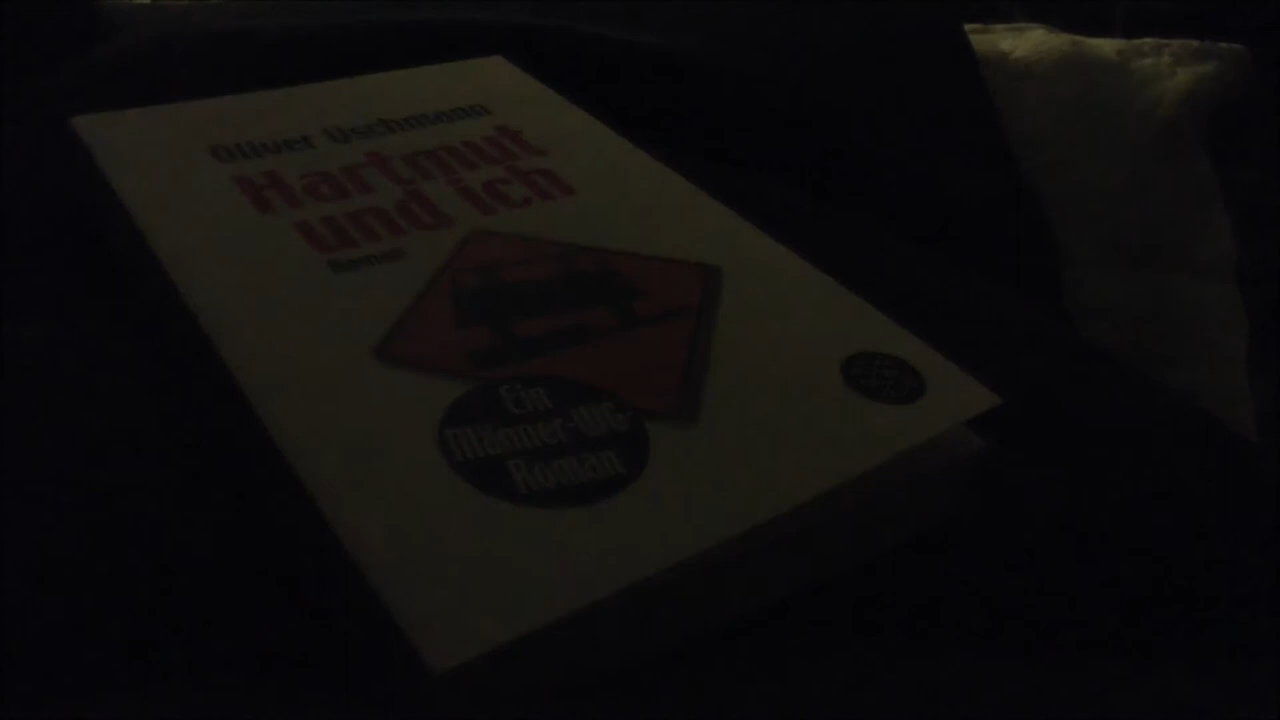 Oliver Uschmann
Hartmut
und ich
Roman
Ein
Männer-WG-
Roman